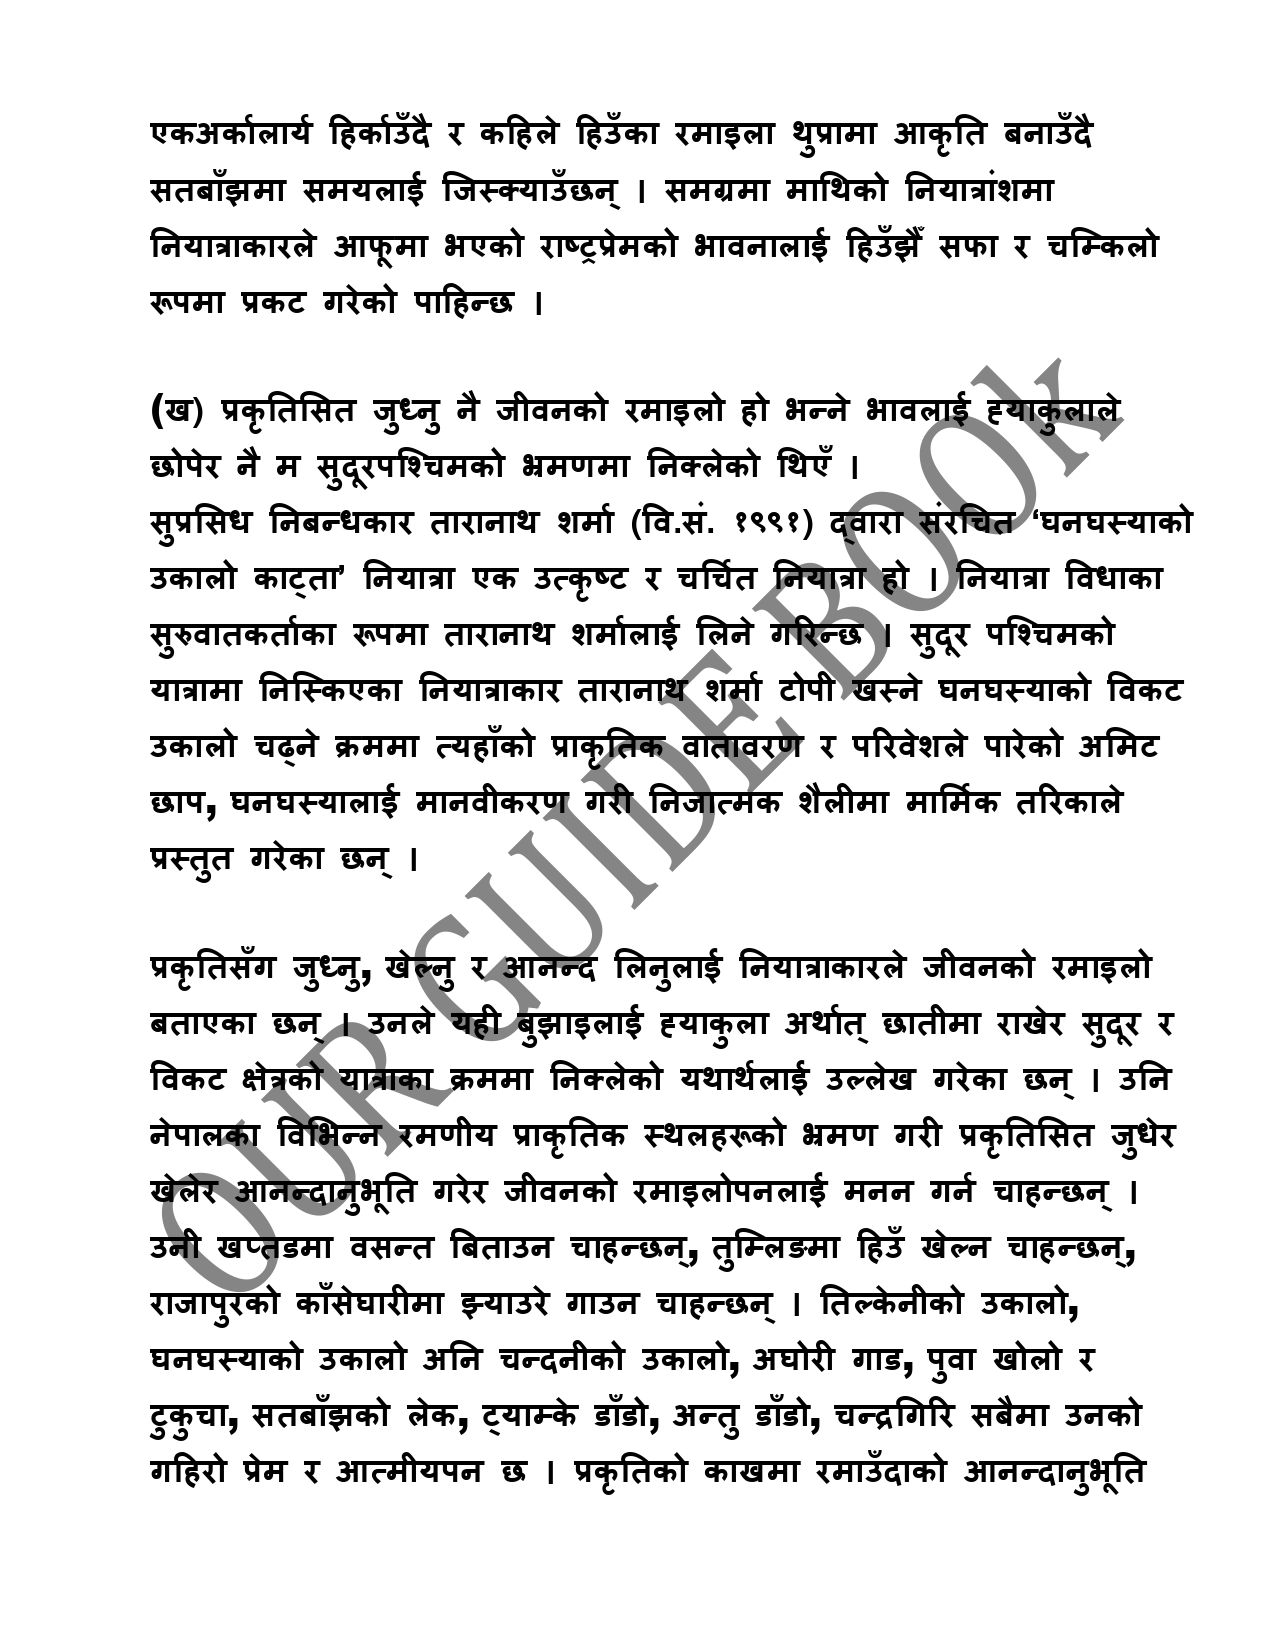 एकअर्कालार्य हिर्काउँदै र कहिले हिउँका रमाइला थुप्रामा आकृति बनाउँदै
सतबाँझमा समयलाई जिस्क्याउँछन् । समग्रमा माथिको नियात्रांशमा
नियात्राकारले आफूमा भएको राष्ट्रप्रेमको भावनालाई हिउँझैँ सफा र चम्किलो
रूपमा प्रकट गरेको पाहिन्छ ।
(ख) प्रकृतिसित जुध्नु नै जीवनको रमाइलो हो भन्ने भावलाई ह्याकुलाले
छोपेर नै म सुदूरपश्चिमको भ्रमणमा निक्लेको थिएँ ।
सुप्रसिध निबन्धकार तारानाथ शर्मा (वि.सं. १९९१) द्वारा संरचित ‘घनघस्याको
उकालो काट्ता’ नियात्रा एक उत्कृष्ट र चर्चित नियात्रा हो । नियात्रा विधाका
सुरुवातकर्ताका रूपमा तारानाथ शर्मालाई लिने गरिन्छ । सुदूर पश्चिमको
यात्रामा निस्किएका नियात्राकार तारानाथ शर्मा टोपी खस्ने घनघस्याको विकट
उकालो चढ्ने क्रममा त्यहाँको प्राकृतिक वातावरण र परिवेशले पारेको अमिट
छाप, घनघस्यालाई मानवीकरण गरी निजात्मक शैलीमा मार्मिक तरिकाले
प्रस्तुत गरेका छन् ।
प्रकृतिसँग जुध्नु, खेल्नु र आनन्द लिनुलाई नियात्राकारले जीवनको रमाइलो
बताएका छन् । उनले यही बुझाइलाई ह्याकुला अर्थात् छातीमा राखेर सुदूर र
विकट क्षेत्रको यात्राका क्रममा निक्लेको यथार्थलाई उल्लेख गरेका छन् । उनि
नेपालका विभिन्न रमणीय प्राकृतिक स्थलहरूको भ्रमण गरी प्रकृतिसित जुधेर
खेलेर आनन्दानुभूति गरेर जीवनको रमाइलोपनलाई मनन गर्न चाहन्छन् ।
उनी खप्तडमा वसन्त बिताउन चाहन्छन्, तुम्लिङमा हिउँ खेल्न चाहन्छन्,
राजापुरको काँसेघारीमा झ्याउरे गाउन चाहन्छन् । तिल्केनीको उकालो,
घनघस्याको उकालो अनि चन्दनीको उकालो, अघोरी गाड, पुवा खोलो र
टुकुचा, सतबाँझको लेक, ट्याम्के डाँडो, अन्तु डाँडो, चन्द्रगिरि सबैमा उनको
गहिरो प्रेम र आत्मीयपन छ । प्रकृतिको काखमा रमाउँदाको आनन्दानुभूति
OUR GUIDE BOOk